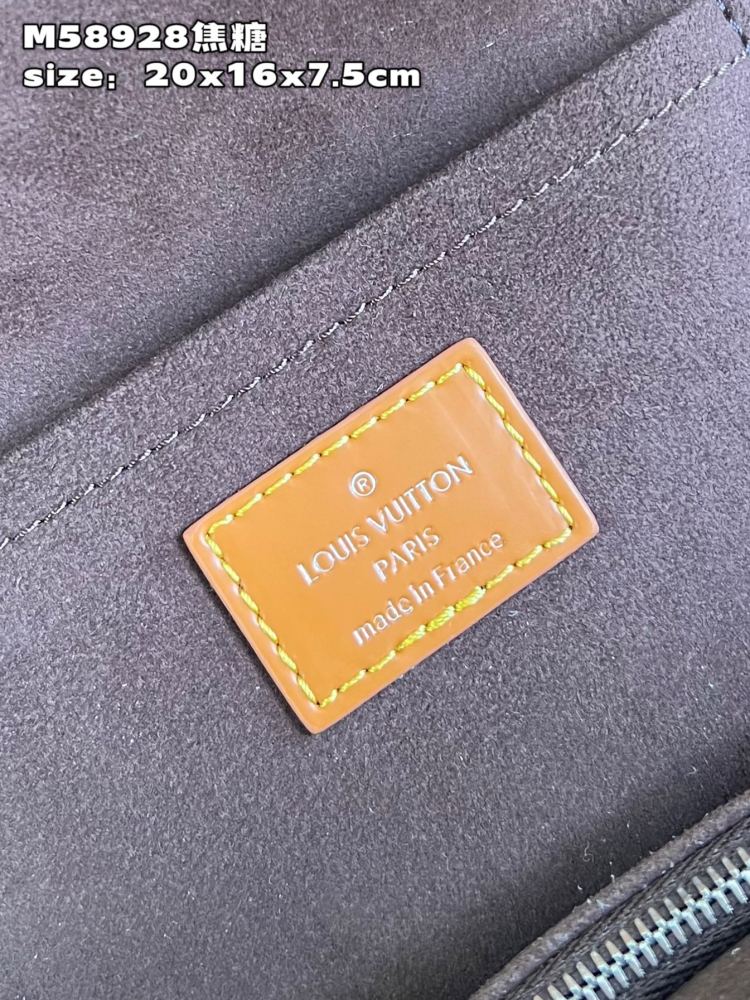 M58928焦糖
size：20x16x7.5cm
®
LOUIS VUITTON
PARIS
made in France